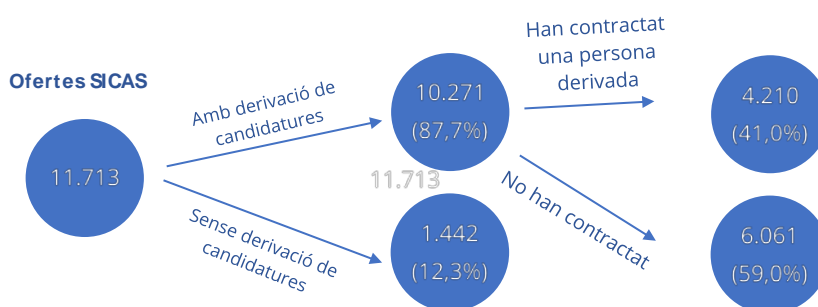 Ofertes SICAS
11.713
Amb derivació de
candidatures
Sense derivació de
candidatures
10.271
(87,7%)
11.713
1.442
(12,3%)
Han contractat
una persona
derivada
No han contractat
4.210
(41,0%)
6.061
(59,0%)